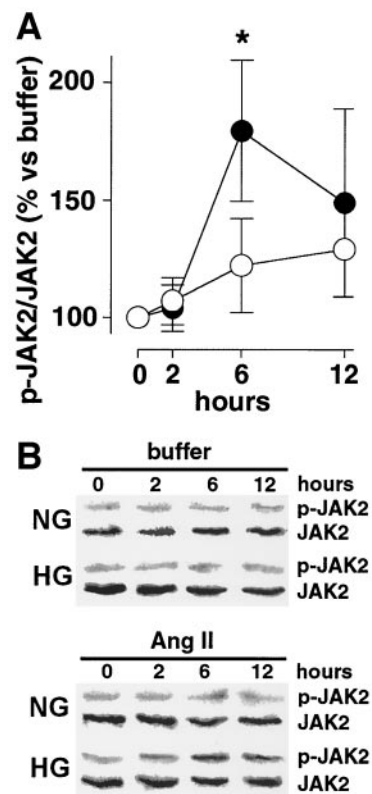 A
*
p-JAK2/JAK2 (% vs buffer)
200
150
100
0 2 6 12
hours
B
buffer
0 2 6 12 hours
NG p-JAK2
JAK2
HG p-JAK2
JAK2
Ang II
0 2 6 12 hours
NG p-JAK2
JAK2
HG p-JAK2
JAK2